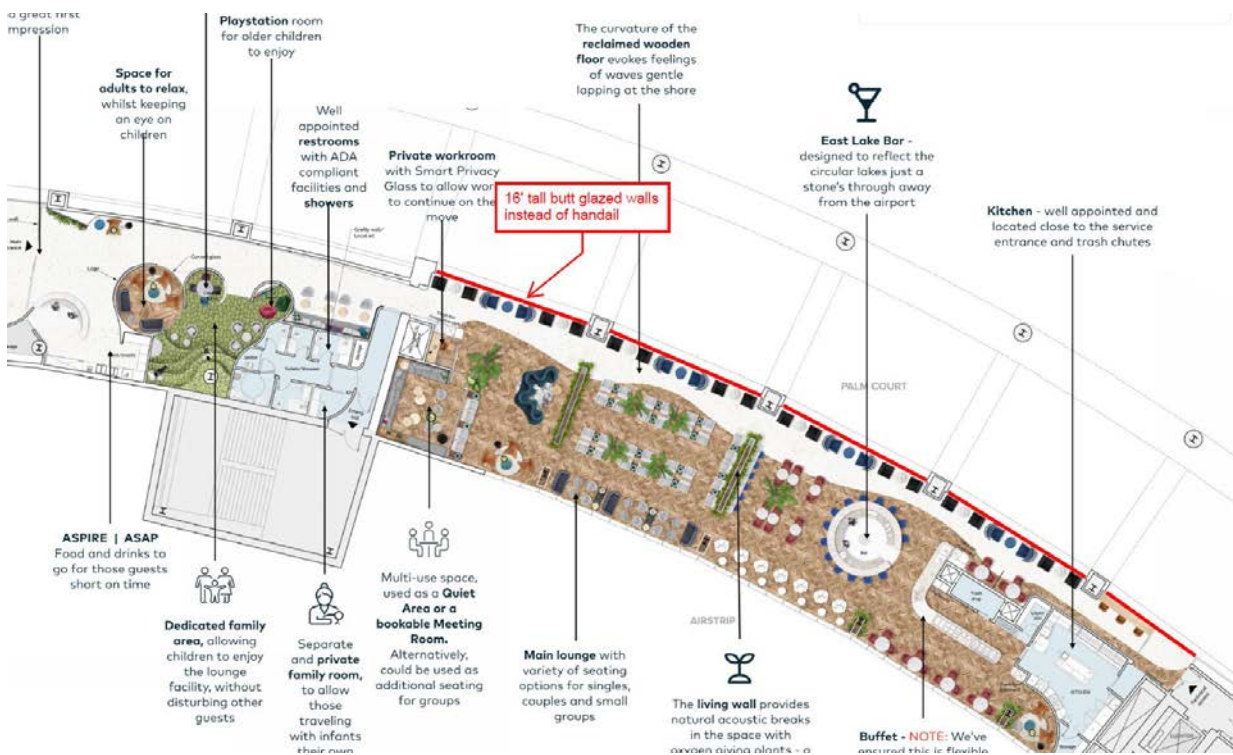 a great first
impression
Playstation room
for older children
to enjoy
Space for
adults to relax,
whilst keeping
an eye on
children
Well
appointed
restrooms
with ADA
compliant
facilities and
showers
Private workroom
with Smart Privacy
Glass to allow work
to continue on the
move
16' tall butt glazed walls
instead of handail
The curvature of the
reclaimed wooden
floor evokes feelings
of waves gentle
lapping at the shore
East Lake Bar -
designed to reflect the
circular lakes just a
stone's through away
from the airport
Kitchen - well appointed and
located close to the service
entrance and trash chutes
PALM COURT
AIRSTRIP
ASPIRE | ASAP
Food and drinks to
go for those guests
short on time
Dedicated family
area, allowing
children to enjoy
the lounge
facility, without
disturbing other
guests
Separate
and private
family room,
to allow
those
traveling
with infants
their own
Multi-use space,
used as a Quiet
Area or a
bookable Meeting
Room.
Alternatively,
could be used as
additional seating
for groups
Main lounge with
variety of seating
options for singles,
couples and small
groups
The living wall provides
natural acoustic breaks
in the space with
oxygen giving plants - a
Buffet - NOTE: We've
ensured this is flexible